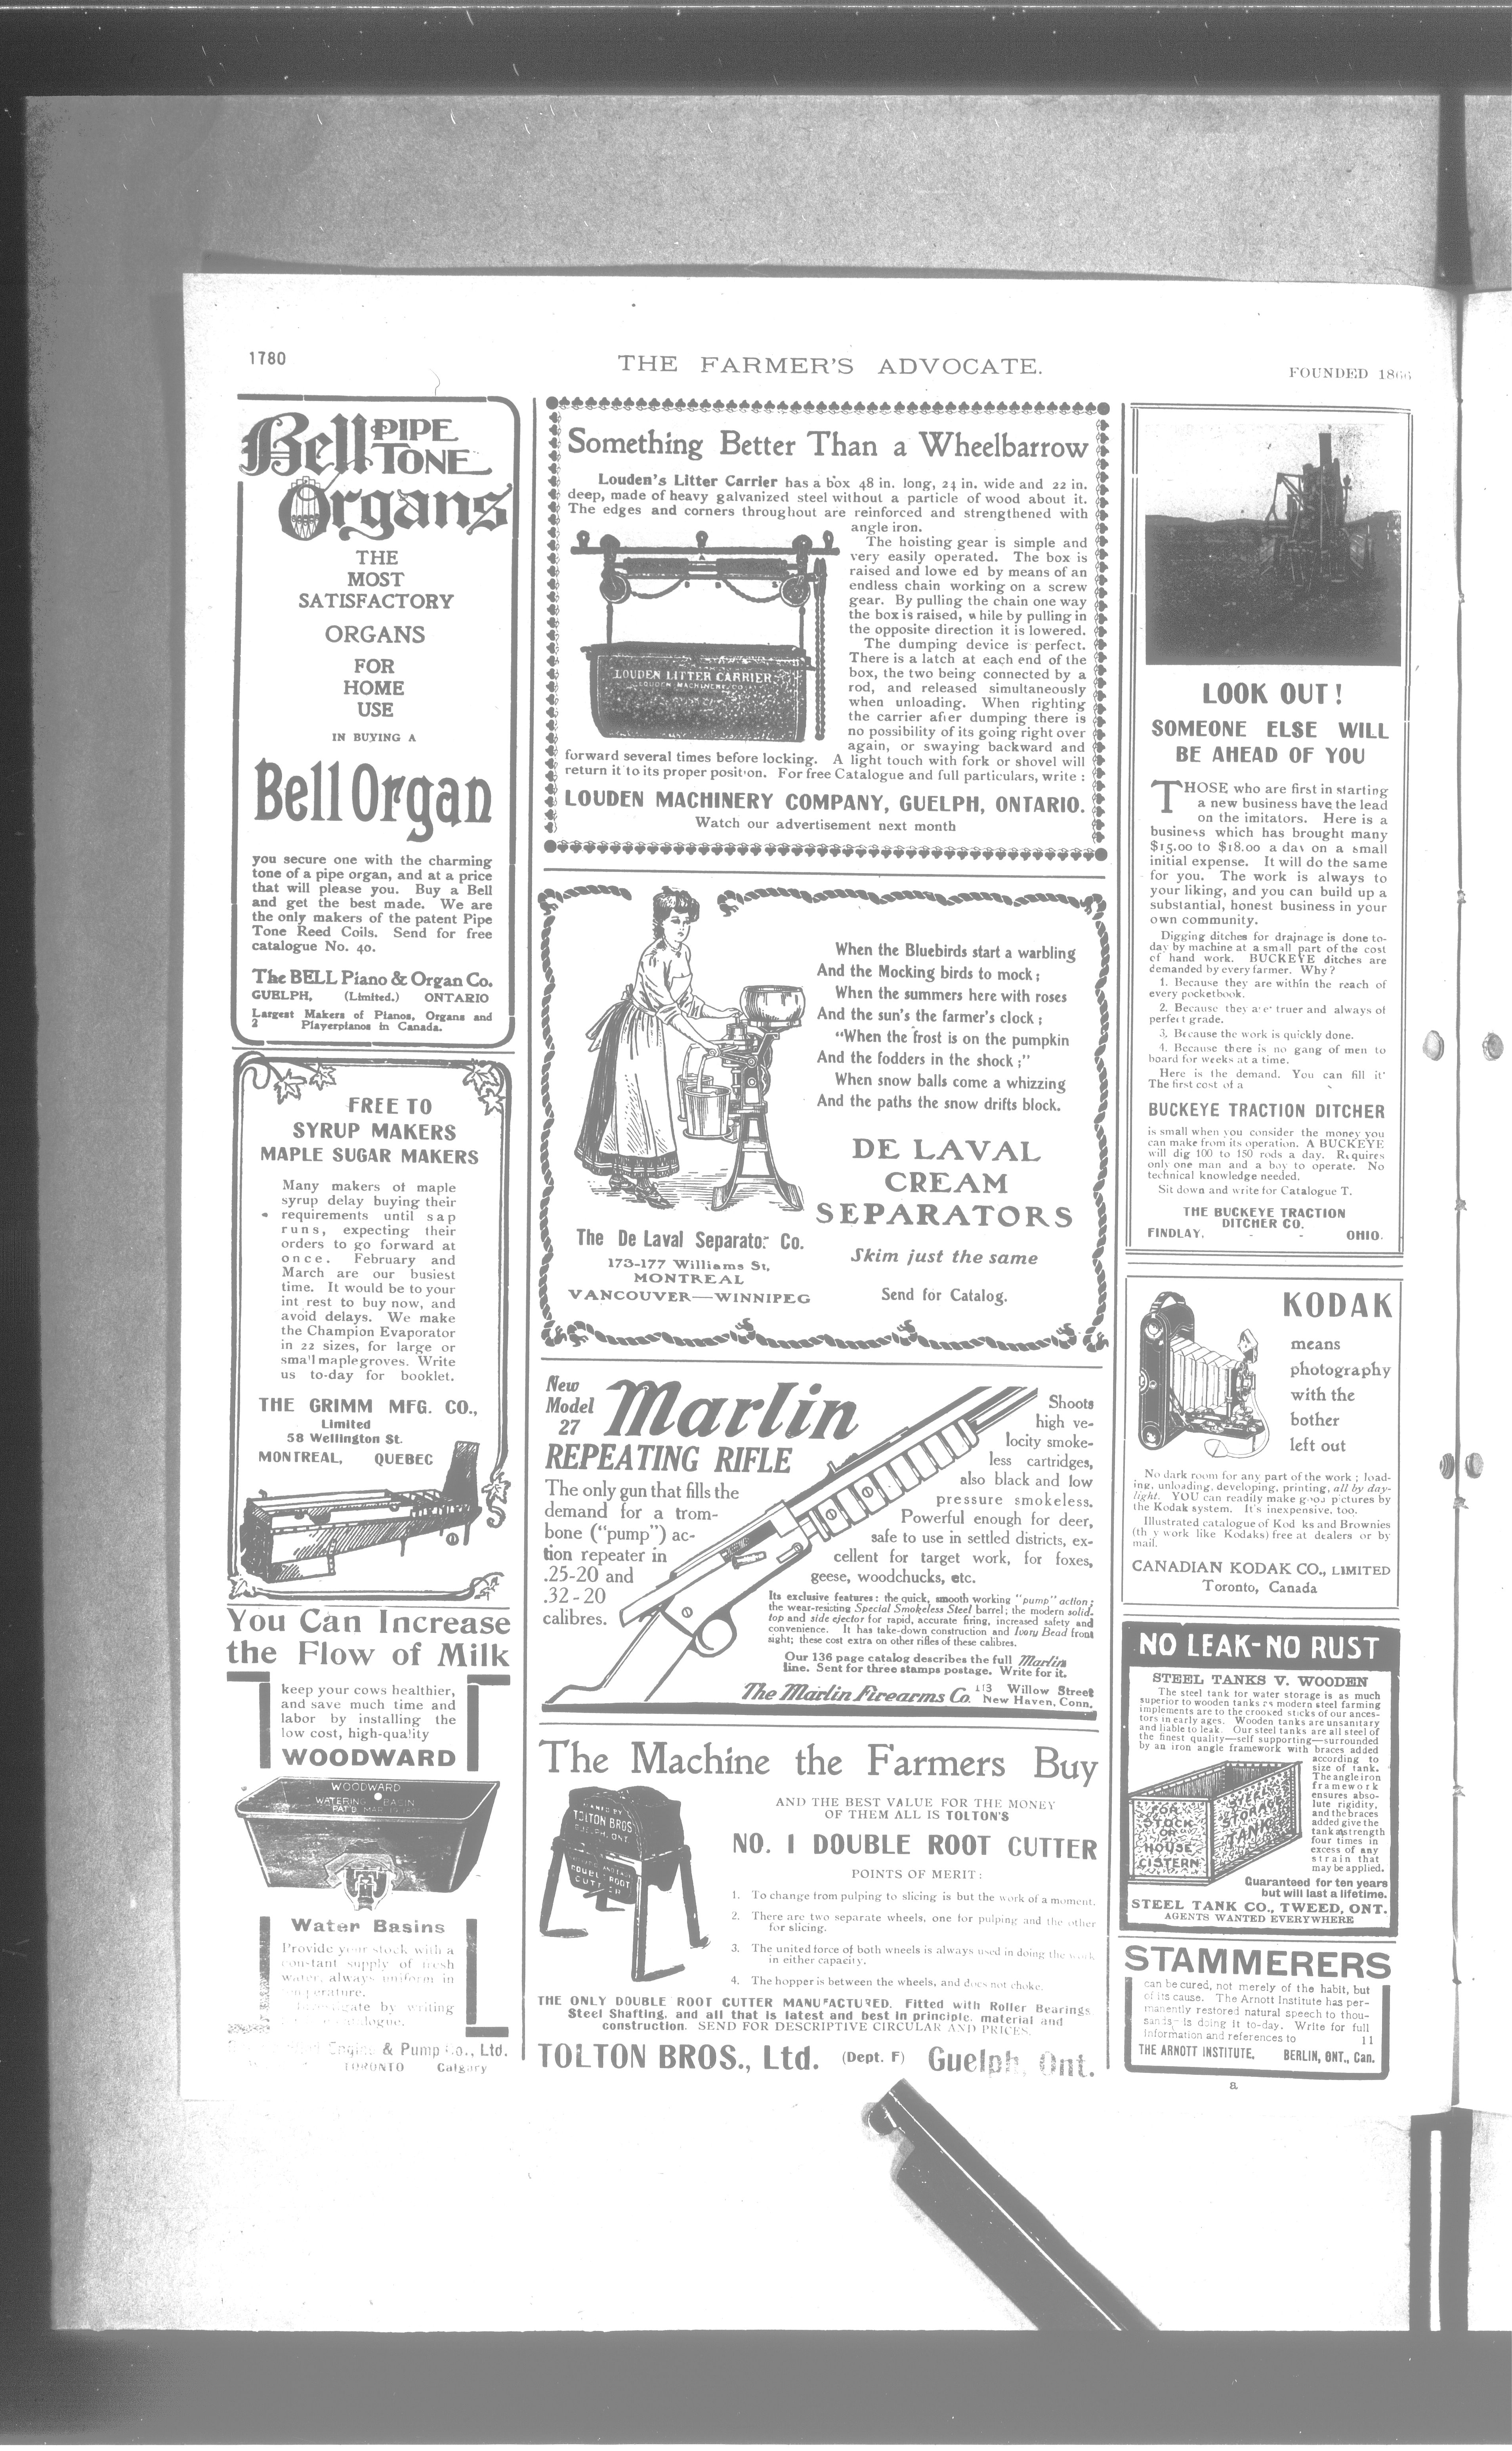 1780
THE FARMER'S ADVOCATE.
FOUNDED 1866
Bell PIPE
TONE
Organs
THE
MOST
SATISFACTORY
ORGANS
FOR
HOME
USE
IN BUYING A
Bell Organ
you secure one with the charming
tone of a pipe organ, and at a price
that will please you. Buy a Bell
and get the best made. We are
the only makers of the patent Pipe
Tone Reed Coils. Send for free
catalogue No. 40.
The BELL Piano & Organ Co.
GUELPH, (Limited.) ONTARIO
Largest Makers of Pianos, Organs and
2 Playerpianos in Canada.
FREE TO
SYRUP MAKERS
MAPLE SUGAR MAKERS
Many makers of maple
syrup delay buying their
requirements until sap
runs, expecting their
orders to go forward at
once. February and
March are our busiest
time. It would be to your
int rest to buy now, and
avoid delays. We make
the Champion Evaporator
in 22 sizes, for large or
small maple groves. Write
us to-day for booklet.
THE GRIMM MFG. CO.,
Limited
58 Wellington St.
MONTREAL, QUEBEC
You Can Increase
the Flow of Milk
keep your cows healthier,
and save much time and
labor by installing the
low cost, high-quality
WOODWARD
WOODWARD
WATERING BASIN
PAT'D MAR.
Water Basins
Provide your stock with a
constant supply of fresh
water, always uniform in
temperature.
Investigate by writing
catalogue.
Engine & Pump Co., Ltd.
TORONTO Calgary
Something Better Than a Wheelbarrow
Louden's Litter Carrier has a box 48 in. long, 24 in. wide and 22 in.
deep, made of heavy galvanized steel without a particle of wood about it.
The edges and corners throughout are reinforced and strengthened with
angle iron.
The hoisting gear is simple and
very easily operated. The box is
raised and lowe ed by means of an
endless chain working on a screw
gear. By pulling the chain one way
the box is raised, while by pulling in
the opposite direction it is lowered.
The dumping device is perfect.
There is a latch at each end of the
box, the two being connected by a
rod, and released simultaneously
when unloading. When righting
the carrier after dumping there is
no possibility of its going right over
again, or swaying backward and
forward several times before locking. A light touch with fork or shovel will
return it to its proper position. For free Catalogue and full particulars, write :
LOUDEN LITTER CARRIER
LOUDEN MACHINERY CO.
LOUDEN MACHINERY COMPANY, GUELPH, ONTARIO.
Watch our advertisement next month
When the Bluebirds start a warbling
And the Mocking birds to mock ;
When the summers here with roses
And the sun's the farmer's clock ;
"When the frost is on the pumpkin
And the fodders in the shock ;"
When snow balls come a whizzing
And the paths the snow drifts block.
DE LAVAL
CREAM
SEPARATORS
Skim just the same
Send for Catalog.
The De Laval Separator Co.
173-177 Williams St.
MONTREAL
VANCOUVER—WINNIPEG
New
Model
27
Marlin
REPEATING RIFLE
The only gun that fills the
demand for a trom-
bone ("pump") ac-
tion repeater in
.25-20 and
.32-20
calibres.
Shoots
high ve-
locity smoke-
less cartridges,
also black and low
pressure smokeless.
Powerful enough for deer,
safe to use in settled districts, ex-
cellent for target work, for foxes,
geese, woodchucks, etc.
Its exclusive features : the quick, smooth working "pump" action ;
the wear-resisting Special Smokeless Steel barrel; the modern solid-
top and side ejector for rapid, accurate firing, increased safety and
convenience. It has take-down construction and Ivory Bead front
sight; these cost extra on other rifles of these calibres.
Our 136 page catalog describes the full Marlin
line. Sent for three stamps postage. Write for it.
The Marlin Firearms Co. 113 Willow Street
New Haven, Conn.
The Machine the Farmers Buy
AND THE BEST VALUE FOR THE MONEY
OF THEM ALL IS TOLTON'S
NO. 1 DOUBLE ROOT CUTTER
POINTS OF MERIT :
1. To change from pulping to slicing is but the work of a moment.
2. There are two separate wheels, one for pulping and the other
for slicing.
3. The united force of both wheels is always used in doing the work
in either capacity.
4. The hopper is between the wheels, and does not choke.
TOLTON BROS
GUELPH, ONT.
DOUBLE ROOT
CUTTER
THE ONLY DOUBLE ROOT CUTTER MANUFACTURED. Fitted with Roller Bearings,
Steel Shafting, and all that is latest and best in principle, material and
construction. SEND FOR DESCRIPTIVE CIRCULAR AND PRICES.
TOLTON BROS., Ltd. (Dept. F) Guelph, Ont.
LOOK OUT!
SOMEONE ELSE WILL
BE AHEAD OF YOU
THOSE who are first in starting
a new business have the lead
on the imitators. Here is a
business which has brought many
$15.00 to $18.00 a day on a small
initial expense. It will do the same
for you. The work is always to
your liking, and you can build up a
substantial, honest business in your
own community.
Digging ditches for drainage is done to-
day by machine at a small part of the cost
of hand work. BUCKEYE ditches are
demanded by every farmer. Why?
1. Because they are within the reach of
every pocketbook.
2. Because they are truer and always of
perfect grade.
3. Because the work is quickly done.
4. Because there is no gang of men to
board for weeks at a time.
Here is the demand. You can fill it'
The first cost of a
BUCKEYE TRACTION DITCHER
is small when you consider the money you
can make from its operation. A BUCKEYE
will dig 100 to 150 rods a day. Requires
only one man and a boy to operate. No
technical knowledge needed.
Sit down and write for Catalogue T.
THE BUCKEYE TRACTION
DITCHER CO.
FINDLAY, - - OHIO.
KODAK
means
photography
with the
bother
left out
No dark room for any part of the work ; load-
ing, unloading, developing, printing, all by day-
light. YOU can readily make good pictures by
the Kodak system. It's inexpensive, too.
Illustrated catalogue of Kod ks and Brownies
(th y work like Kodaks) free at dealers or by
mail.
CANADIAN KODAK CO., LIMITED
Toronto, Canada
NO LEAK-NO RUST
STEEL TANKS V. WOODEN
The steel tank for water storage is as much
superior to wooden tanks as modern steel farming
implements are to the crooked sticks of our ances-
tors in early ages. Wooden tanks are unsanitary
and liable to leak. Our steel tanks are all steel of
the finest quality—self supporting—surrounded
by an iron angle framework with braces added
according to
size of tank.
The angle iron
framework
ensures abso-
lute rigidity,
and the braces
added give the
tank a strength
four times in
excess of any
strain that
may be applied.
FOR
STOCK
OR
HOUSE
CISTERN
STEEL
STORAGE
TANK
Guaranteed for ten years
but will last a lifetime.
STEEL TANK CO., TWEED, ONT.
AGENTS WANTED EVERYWHERE
STAMMERERS
can be cured, not merely of the habit, but
of its cause. The Arnott Institute has per-
manently restored natural speech to thou-
sands—is doing it to-day. Write for full
information and references to 11
THE ARNOTT INSTITUTE, BERLIN, ONT., Can.
a